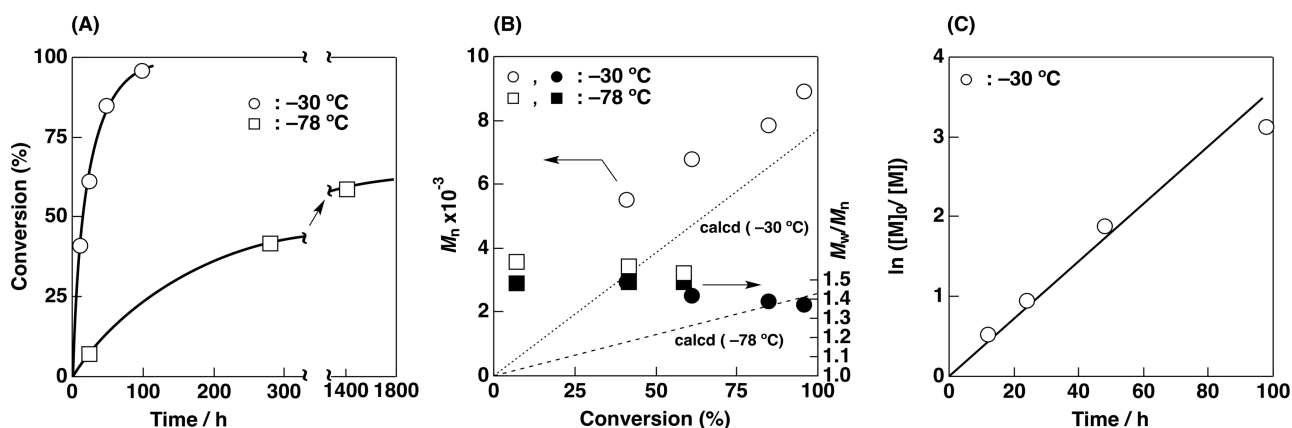 (A)
Conversion (%)
100
75
50
25
0
○ : –30 ºC
□ : –78 ºC
0 100 200 300 1400 1800
Time / h
(B)
Mn x10-3
10
8
6
4
2
0
○ , ● : –30 ºC
□ , ■ : –78 ºC
calcd ( –30 ºC)
calcd ( –78 ºC)
Mw/Mn
1.5
1.4
1.3
1.2
1.1
1.0
0 25 50 75 100
Conversion (%)
(C)
ln ([M]0/ [M])
4
3
2
1
0
○ : –30 ºC
0 20 40 60 80 100
Time / h